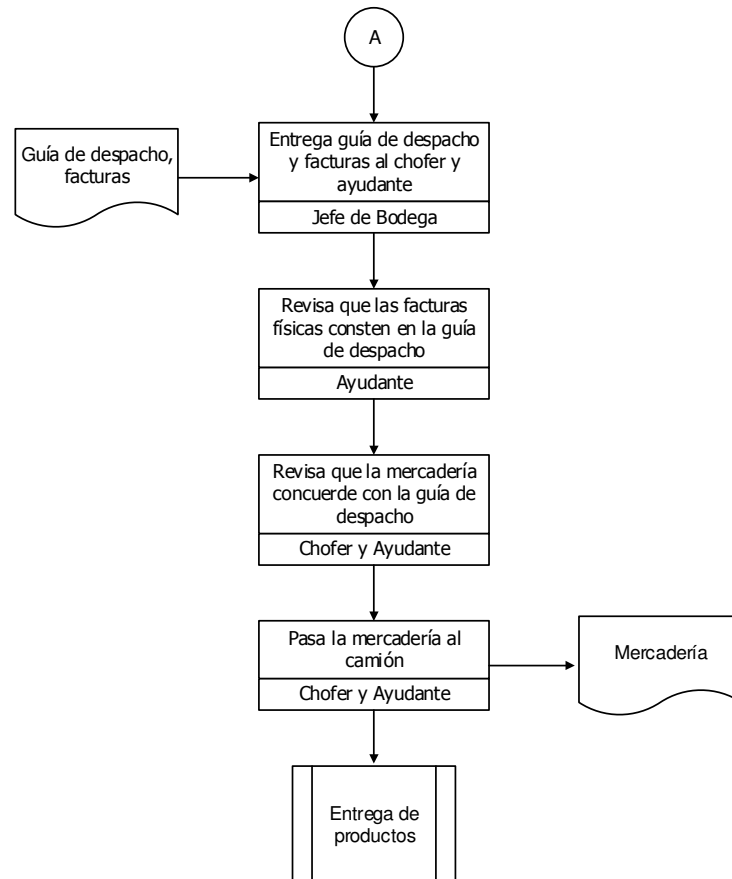 A
Guía de despacho,
facturas
Entrega guía de despacho
y facturas al chofer y
ayudante
Jefe de Bodega
Revisa que las facturas
físicas consten en la guía
de despacho
Ayudante
Revisa que la mercadería
concuerde con la guía de
despacho
Chofer y Ayudante
Pasa la mercadería al
camión
Chofer y Ayudante
Mercadería
Entrega de
productos